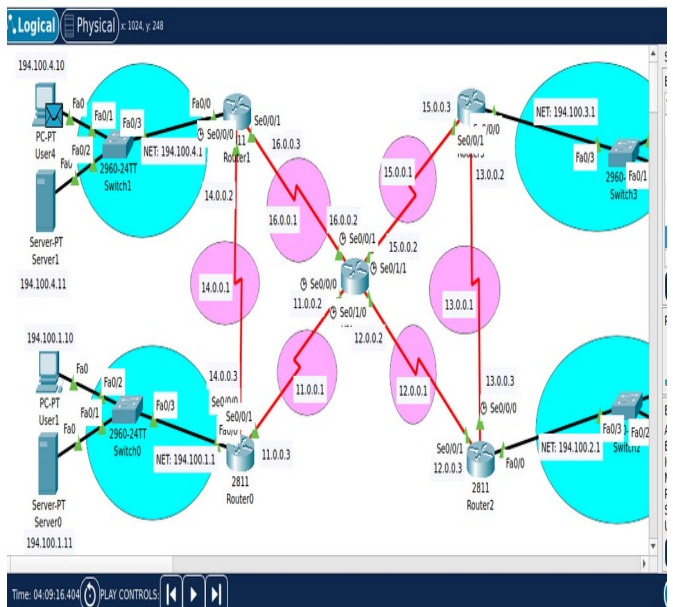 Logical Physical x: 1024, y: 248
194.100.4.10
Fa0
Fa0/1
Fa0/3
Fa0/0
PC-PT
User4
Fa0/2
Fa0
2960-24TT
Switch1
NET: 194.100.4.1
Se0/0/0
Se0/0/1
Router1
Server-PT
Server1
194.100.4.11
16.0.0.3
14.0.0.2
16.0.0.1
16.0.0.2
Se0/0/1
15.0.0.3
Se0/0/1
15.0.0.1
13.0.0.2
15.0.0.2
Se0/1/1
NET: 194.100.3.1
Fa0/3
Fa0/1
2960-
Switch3
14.0.0.1
Se0/0/0
11.0.0.2
Se0/1/0
12.0.0.2
13.0.0.1
194.100.1.10
Fa0
Fa0/2
PC-PT
User1
Fa0/1
Fa0/3
Fa0
2960-24TT
Switch0
NET: 194.100.1.1
14.0.0.3
Se0/0/1
11.0.0.1
11.0.0.3
2811
Router0
Server-PT
Server0
194.100.1.11
12.0.0.1
13.0.0.3
Se0/0/0
Se0/0/1
12.0.0.3
Fa0/0
2811
Router2
NET: 194.100.2.1
Fa0/3
Fa0/2
Switch2
Time: 04:09:16.404 PLAY CONTROLS: